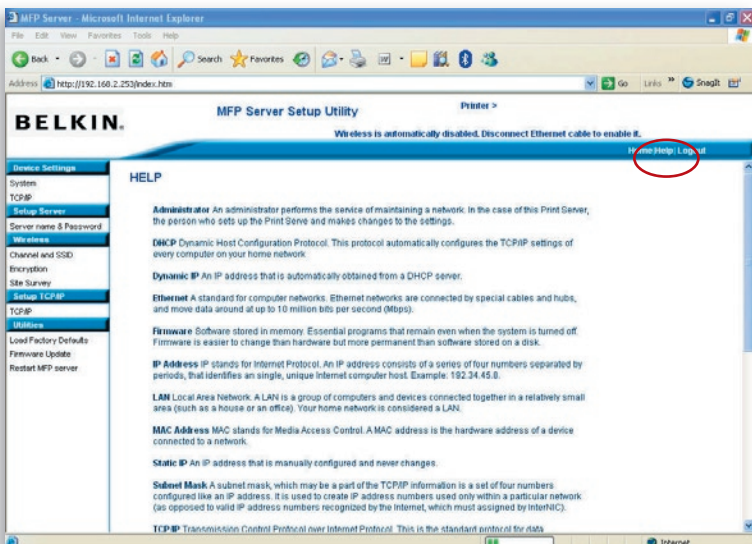 MFP Server - Microsoft Internet Explorer
File Edit View Favorites Tools Help
Back Search Favorites
Address http://192.168.2.253/index.htm Go Links » SnagIt
BELKIN.
MFP Server Setup Utility
Printer >
Wireless is automatically disabled. Disconnect Ethernet cable to enable it.
Home|Help| Logout
Device Settings
System
TCP/IP
Setup Server
Server name & Password
Wireless
Channel and SSID
Encryption
Site Survey
Setup TCP/IP
TCP/IP
Utilities
Load Factory Defaults
Firmware Update
Restart MFP server
HELP
Administrator An administrator performs the service of maintaining a network. In the case of this Print Server,
the person who sets up the Print Serve and makes changes to the settings.
DHCP Dynamic Host Configuration Protocol. This protocol automatically configures the TCP/IP settings of
every computer on your home network
Dynamic IP An IP address that is automatically obtained from a DHCP server.
Ethernet A standard for computer networks. Ethernet networks are connected by special cables and hubs,
and move data around at up to 10 million bits per second (Mbps).
Firmware Software stored in memory. Essential programs that remain even when the system is turned off.
Firmware is easier to change than hardware but more permanent than software stored on a disk.
IP Address IP stands for Internet Protocol. An IP address consists of a series of four numbers separated by
periods, that identifies an single, unique Internet computer host. Example: 192.34.45.8.
LAN Local Area Network. A LAN is a group of computers and devices connected together in a relatively small
area (such as a house or an office). Your home network is considered a LAN.
MAC Address MAC stands for Media Access Control. A MAC address is the hardware address of a device
connected to a network.
Static IP An IP address that is manually configured and never changes.
Subnet Mask A subnet mask, which may be a part of the TCP/IP information is a set of four numbers
configured like an IP address. It is used to create IP address numbers used only within a particular network
(as opposed to valid IP address numbers recognized by the Internet, which must assigned by InterNIC).
TCP/IP Transmission Control Protocol over Internet Protocol. This is the standard protocol for data
Internet